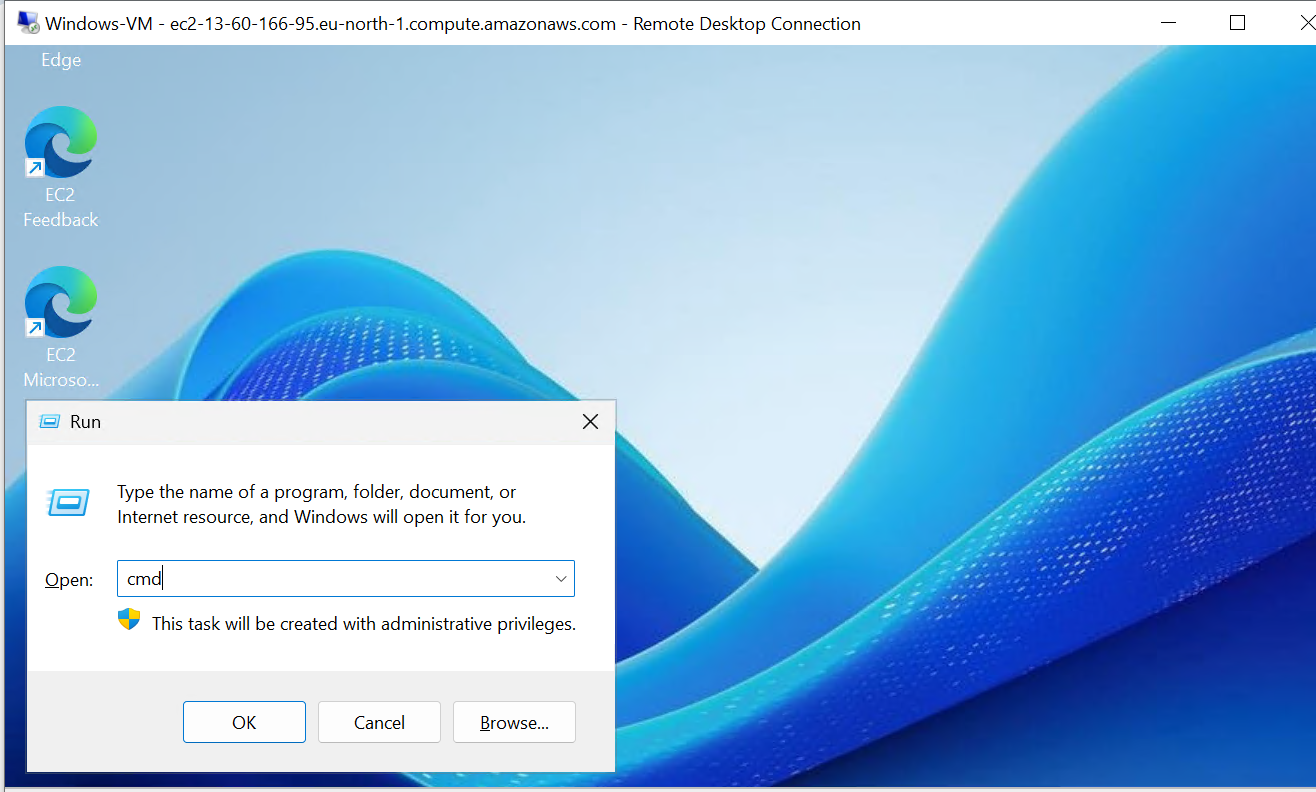 Windows-VM - ec2-13-60-166-95.eu-north-1.compute.amazonaws.com - Remote Desktop Connection
Edge
EC2
Feedback
EC2
Microso...
Run
Type the name of a program, folder, document, or
Internet resource, and Windows will open it for you.
Open: cmd
This task will be created with administrative privileges.
OK Cancel Browse...